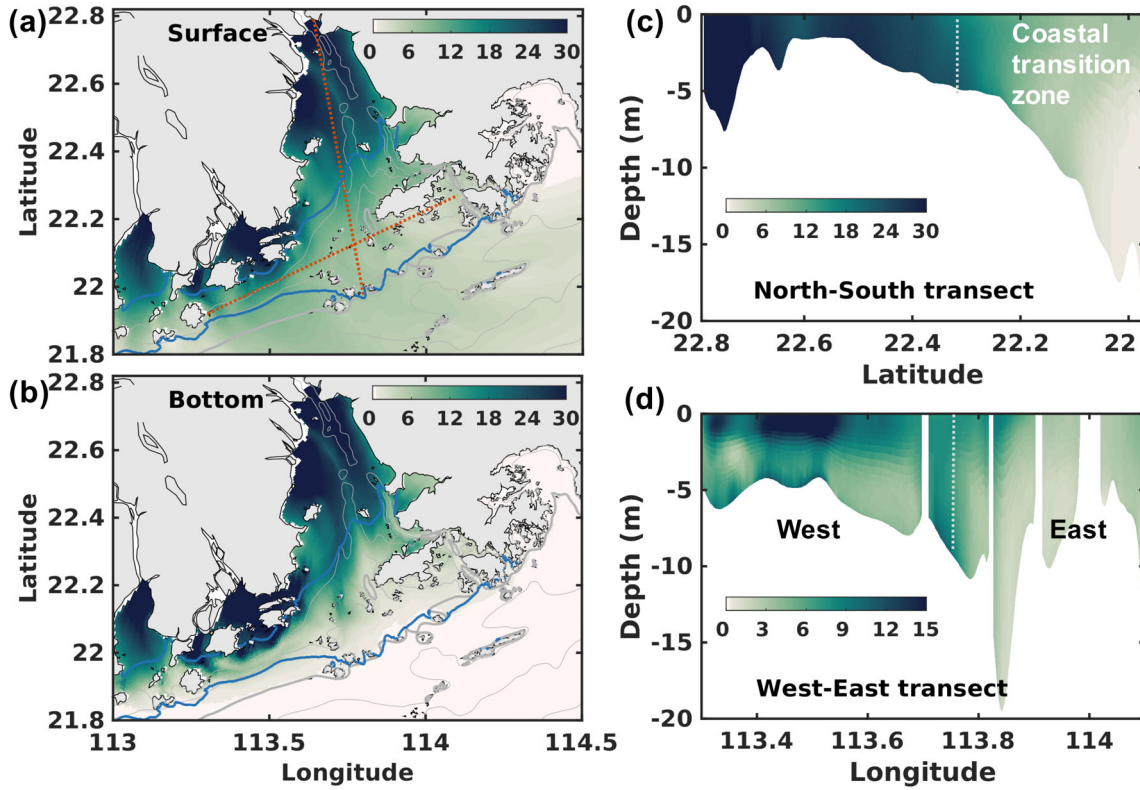 (a)
Surface
0 6 12 18 24 30
22.8
22.6
22.4
22.2
22
21.8
Latitude
(b)
Bottom
0 6 12 18 24 30
22.8
22.6
22.4
22.2
22
21.8
Latitude
113 113.5 114 114.5
Longitude
(c)
Coastal
transition
zone
0
-5
-10
-15
-20
Depth (m)
0 6 12 18 24 30
North-South transect
22.8 22.6 22.4 22.2 22
Latitude
(d)
0
-5
-10
-15
-20
Depth (m)
West
East
0 3 6 9 12 15
West-East transect
113.4 113.6 113.8 114
Longitude